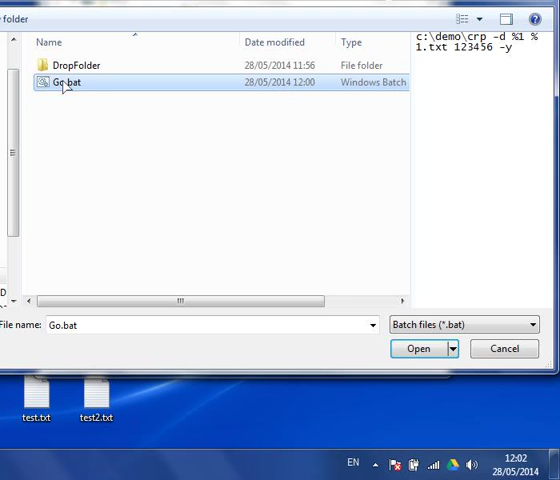 folder
Name Date modified Type
DropFolder 28/05/2014 11:56 File folder
Go.bat 28/05/2014 12:00 Windows Batch
c:\demo\crp -d %1 %
1.txt 123456 -y
D
File name: Go.bat Batch files (*.bat)
Open Cancel
test.txt test2.txt
EN 12:02
28/05/2014